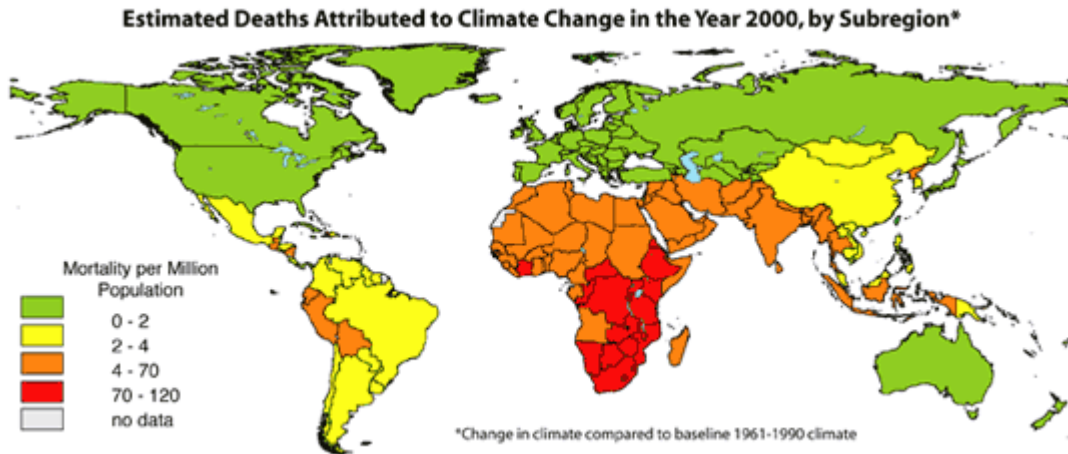 Estimated Deaths Attributed to Climate Change in the Year 2000, by Subregion*
Mortality per Million
Population
0 - 2
2 - 4
4 - 70
70 - 120
no data
*Change in climate compared to baseline 1961-1990 climate